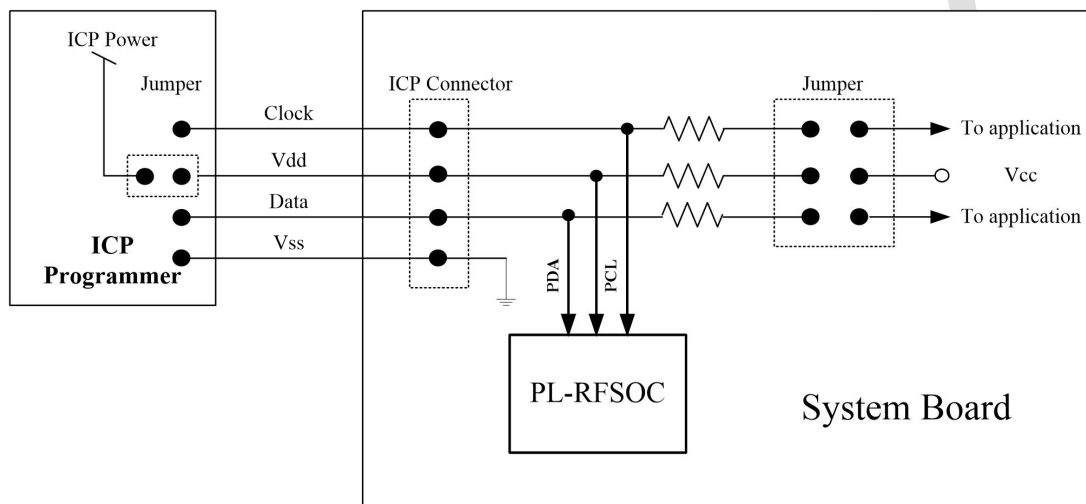 ICP Power
Jumper
ICP Connector
Jumper
Clock
To application
Vdd
Vcc
Data
To application
Vss
ICP
Programmer
PDA
PCL
PL-RFSOC
System Board